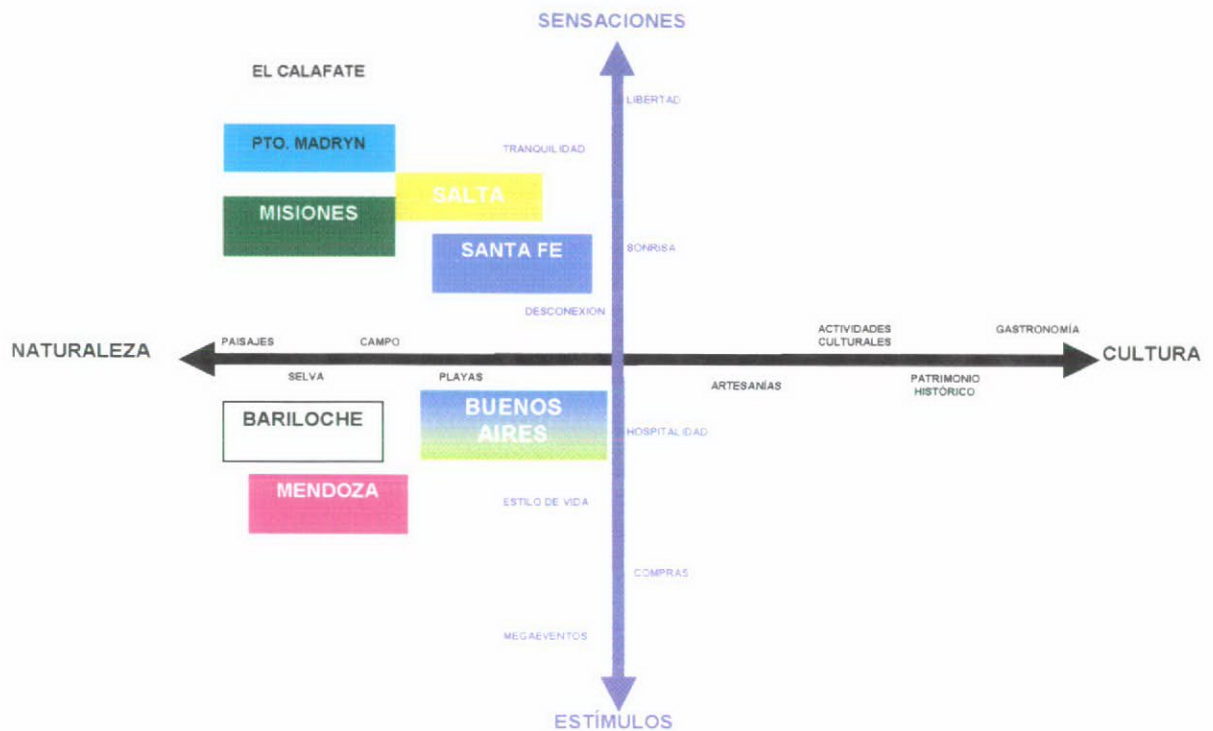 SENSACIONES
EL CALAFATE
LIBERTAD
PTO. MADRYN
TRANQUILIDAD
SALTA
MISIONES
SANTA FE
SONRISA
DESCONEXION
NATURALEZA
PAISAJES
CAMPO
ACTIVIDADES
CULTURALES
GASTRONOMÍA
CULTURA
SELVA
PLAYAS
ARTESANÍAS
PATRIMONIO
HISTÓRICO
BARILOCHE
BUENOS
AIRES
HOSPITALIDAD
MENDOZA
ESTILO DE VIDA
COMPRAS
MEGAEVENTOS
ESTÍMULOS